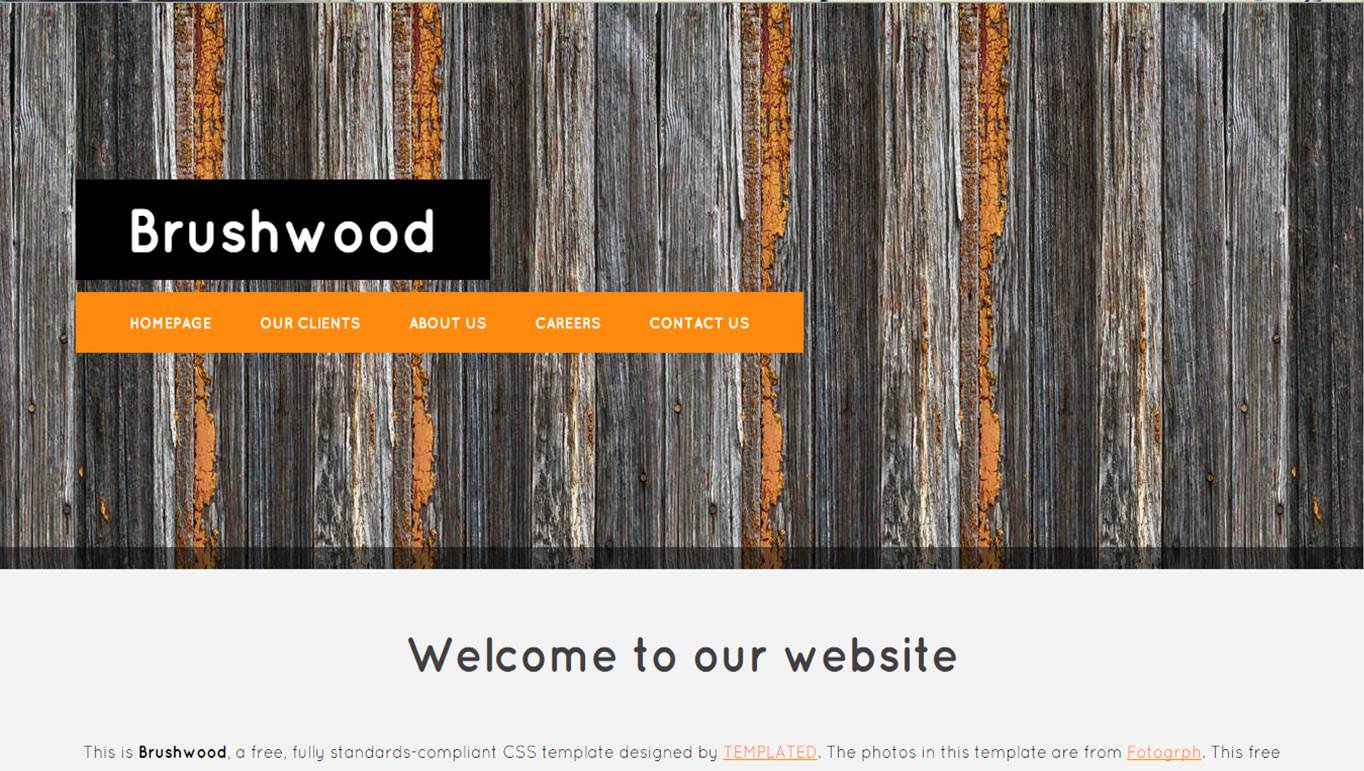 Brushwood
HOMEPAGE OUR CLIENTS ABOUT US CAREERS CONTACT US
Welcome to our website
This is Brushwood, a free, fully standards-compliant CSS template designed by TEMPLATED. The photos in this template are from Fotogrph. This free